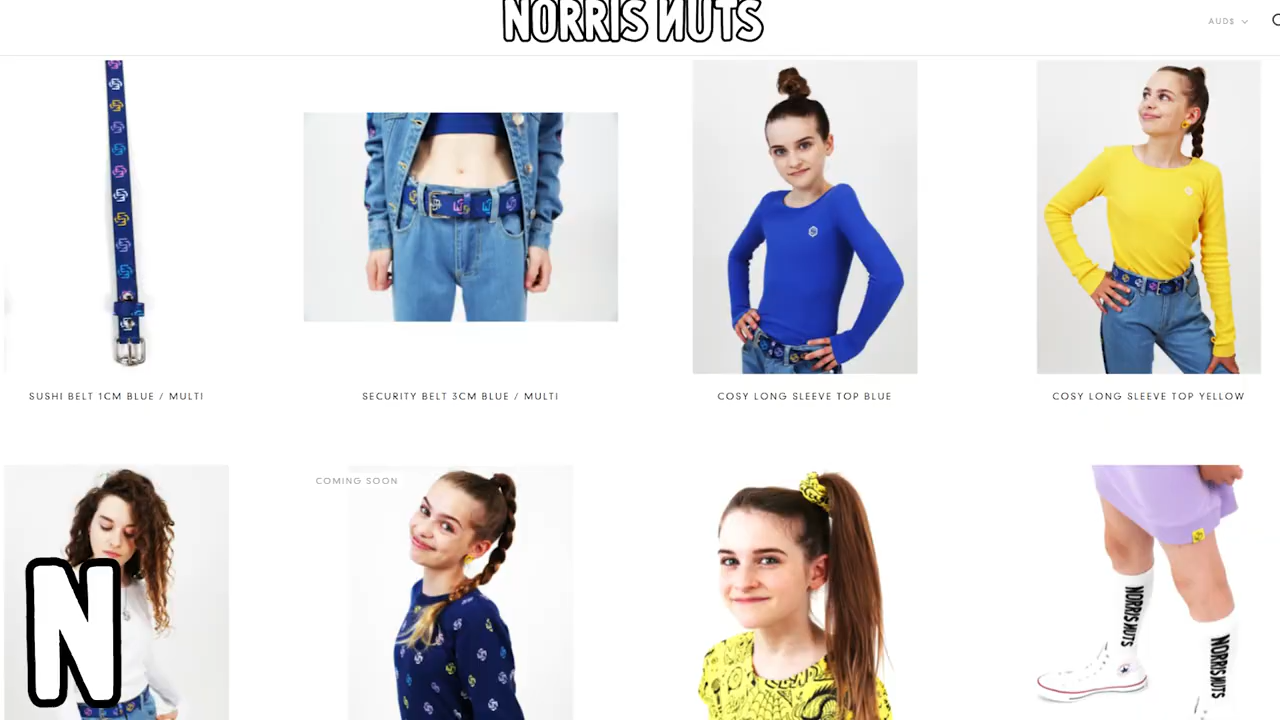 NORRIS NUTS
AUD$
SUSHI BELT 1CM BLUE / MULTI
SECURITY BELT 3CM BLUE / MULTI
COSY LONG SLEEVE TOP BLUE
COSY LONG SLEEVE TOP YELLOW
COMING SOON
N
NORRIS NUTS
NORRIS NUTS